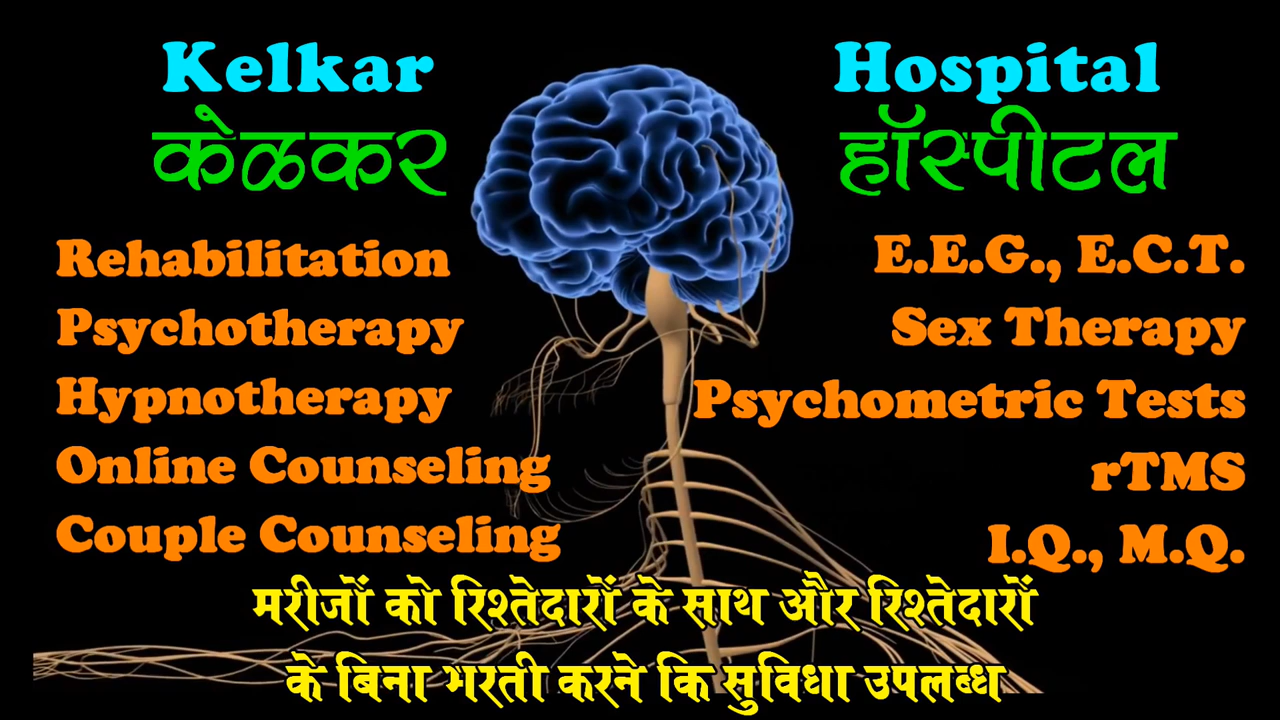 Kelkar Hospital
केळकर हॉस्पीटल
Rehabilitation
Psychotherapy
Hypnotherapy
Online Counseling
Couple Counseling
E.E.G., E.C.T.
Sex Therapy
Psychometric Tests
rTMS
I.Q., M.Q.
मरीजों को रिश्तेदारों के साथ और रिश्तेदारों
के बिना भरती करने कि सुविधा उपलब्ध